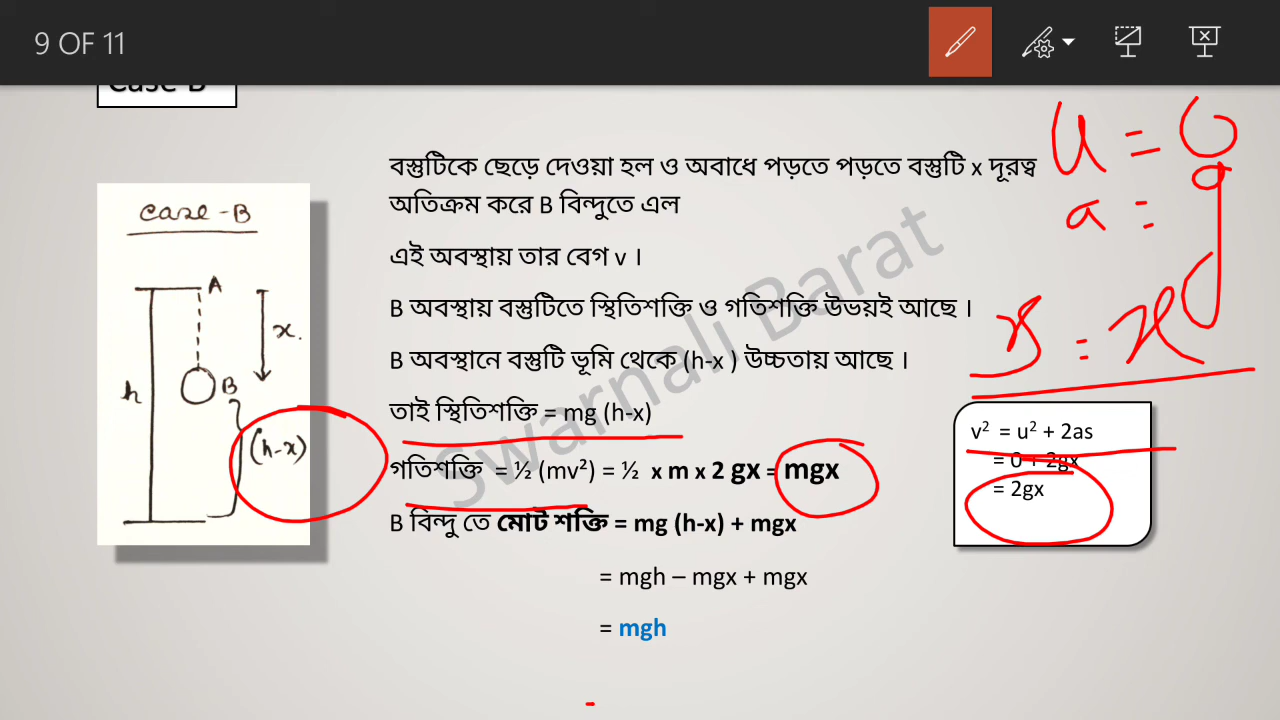 9 OF 11
Case-B
u = 0
a = g
s = x
বস্তুটিকে ছেড়ে দেওয়া হল ও অবাধে পড়তে পড়তে বস্তুটি x দূরত্ব
অতিক্রম করে B বিন্দুতে এল
এই অবস্থায় তার বেগ v ।
B অবস্থায় বস্তুটিতে স্থিতিশক্তি ও গতিশক্তি উভয়ই আছে ।
B অবস্থানে বস্তুটি ভূমি থেকে (h-x ) উচ্চতায় আছে ।
তাই স্থিতিশক্তি = mg (h-x)
গতিশক্তি = ½ (mv²) = ½ x m x 2 gx = mgx
B বিন্দু তে মোট শক্তি = mg (h-x) + mgx
= mgh – mgx + mgx
= mgh
Case-B
A
x.
h
B
(h-x)
v² = u² + 2as
= 0 + 2gx
= 2gx
Swarnali Barat